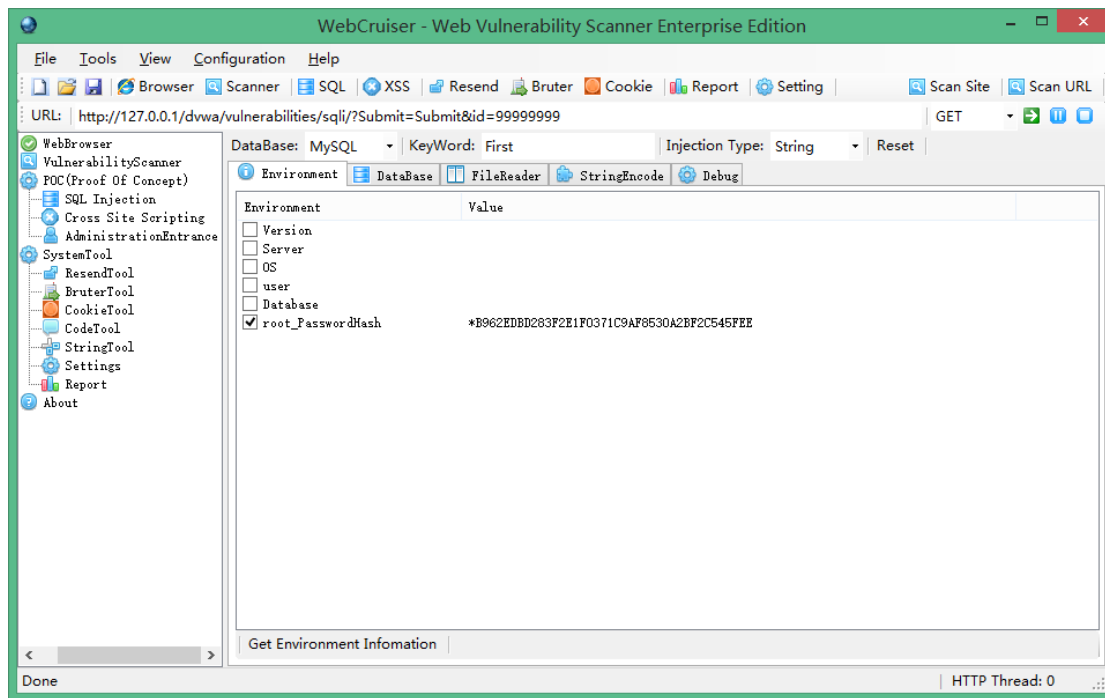 WebCruiser - Web Vulnerability Scanner Enterprise Edition
File Tools View Configuration Help
Browser Scanner SQL XSS Resend Bruter Cookie Report Setting Scan Site Scan URL
URL: http://127.0.0.1/dvwa/vulnerabilities/sqli/?Submit=Submit&id=99999999 GET
WebBrowser
VulnerabilityScanner
POC(Proof Of Concept)
SQL Injection
Cross Site Scripting
AdministrationEntrance
SystemTool
ResendTool
BruterTool
CookieTool
CodeTool
StringTool
Settings
Report
About
DataBase: MySQL KeyWord: First Injection Type: String Reset
Environment DataBase FileReader StringEncode Debug
Environment Value
Version
Server
OS
user
Database
root_PasswordHash *B962EDBD283F2E1F0371C9AF8530A2BF2C545FEE
Get Environment Infomation
Done HTTP Thread: 0